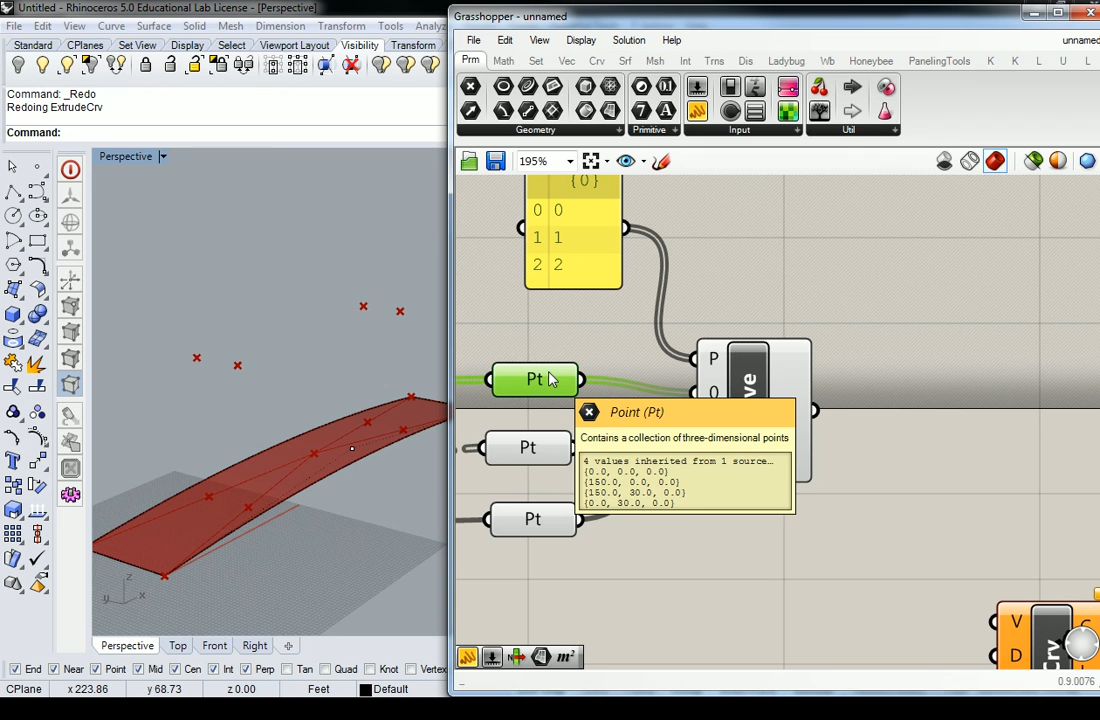 Untitled - Rhinoceros 5.0 Educational Lab License - [Perspective]
File Edit View Curve Surface Solid Mesh Dimension Transform Tools Analyz
Standard CPlanes Set View Display Select Viewport Layout Visibility Transform
Command: _Redo
Redoing ExtrudeCrv
Command:
Perspective
z
y x
Perspective Top Front Right
End Near Point Mid Cen Int Perp Tan Quad Knot Vertex
CPlane x 223.86 y 68.73 z 0.00 Feet Default
Grasshopper - unnamed
File Edit View Display Solution Help unnamed
Prm Math Set Vec Crv Srf Msh Int Trns Dis Ladybug Wb Honeybee PanelingTools K K L U L
Geometry Primitive Input Util
195%
{0}
0 0
1 1
2 2
P
Pt
O
ve
Point (Pt)
Contains a collection of three-dimensional points
4 values inherited from 1 source...
{0.0, 0.0, 0.0}
{150.0, 0.0, 0.0}
{150.0, 30.0, 0.0}
{0.0, 30.0, 0.0}
Pt
Pt
V
D
Crv
C
m²
0.9.0076